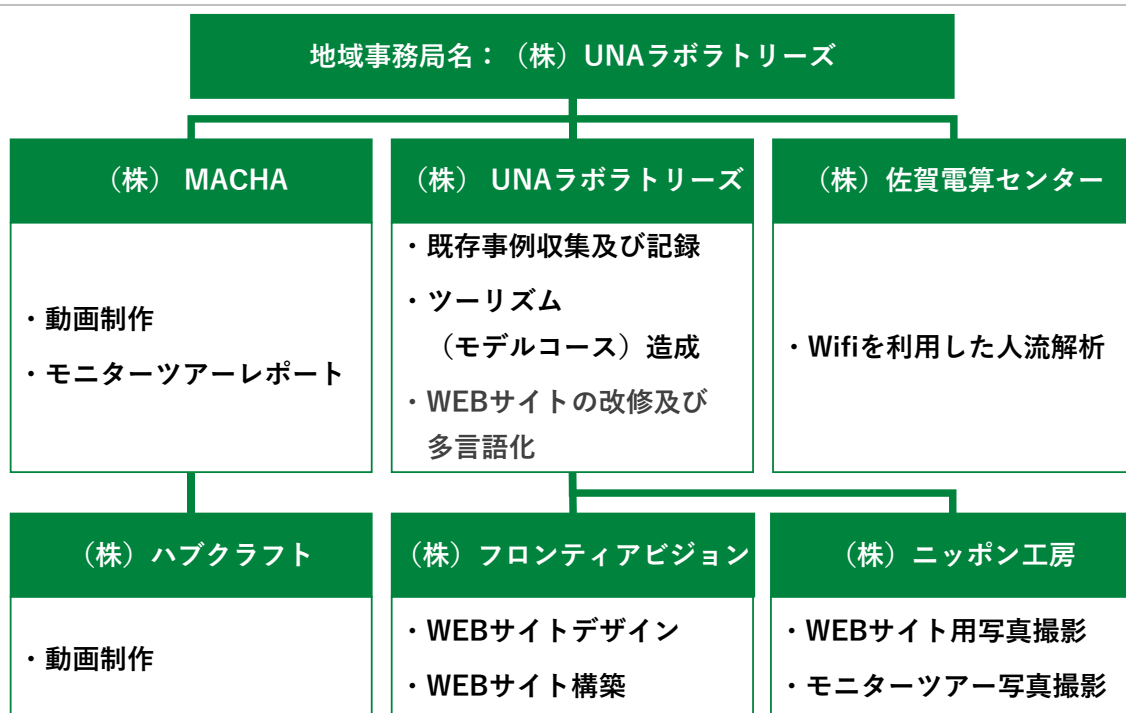 地域事務局名：（株）UNAラボラトリーズ
（株） MACHA
・動画制作
・モニターツアーレポート
（株） UNAラボラトリーズ
・既存事例収集及び記録
・ツーリズム
（モデルコース）造成
・WEBサイトの改修及び
多言語化
（株）佐賀電算センター
・Wifiを利用した人流解析
（株）ハブクラフト
・動画制作
（株）フロンティアビジョン
・WEBサイトデザイン
・WEBサイト構築
（株）ニッポン工房
・WEBサイト用写真撮影
・モニターツアー写真撮影